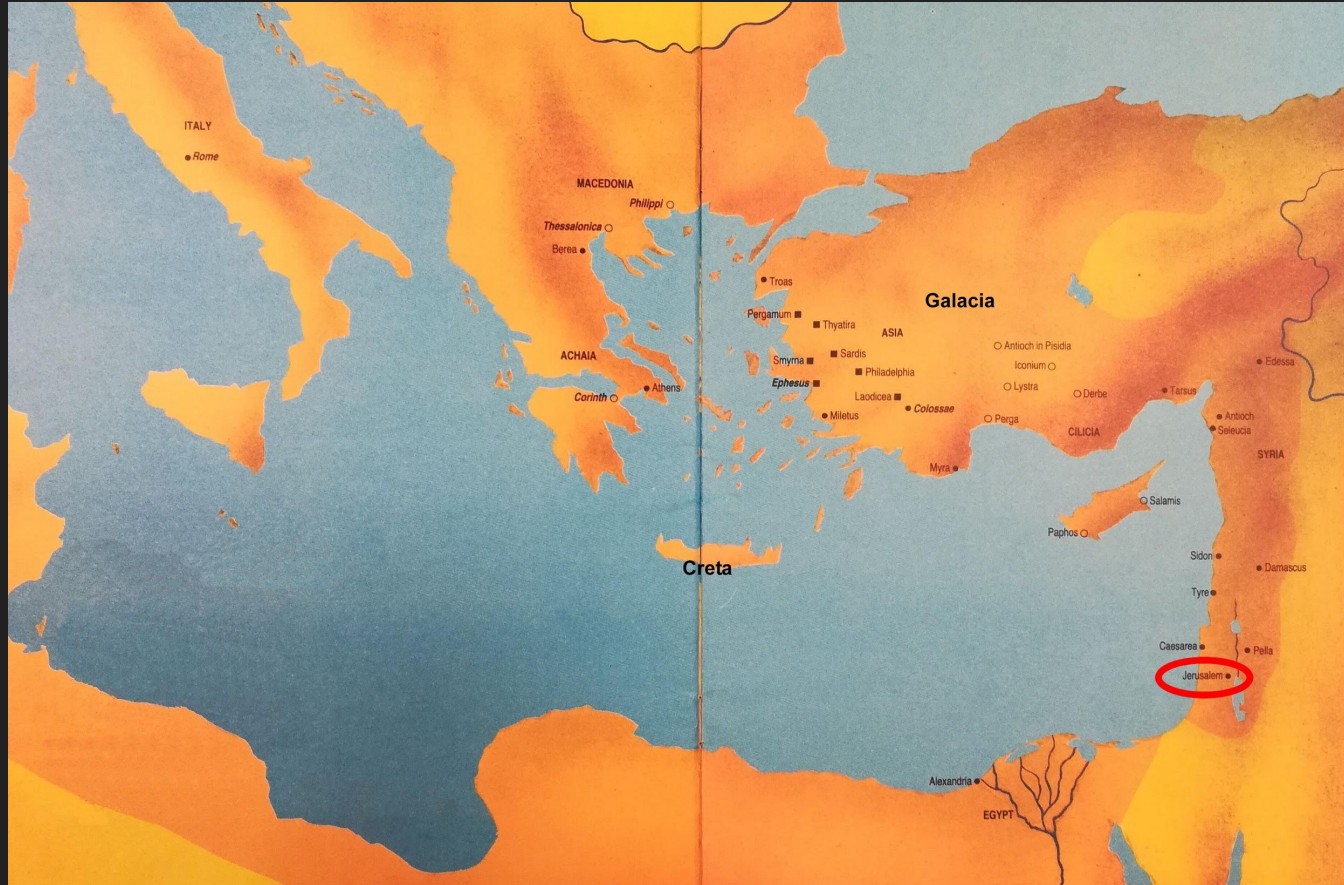 ITALY
Rome
MACEDONIA
Philippi
Thessalonica
Berea
Troas
Galacia
Pergamum
Thyatira
ASIA
Antioch in Pisidia
ACHAIA
Smyrna
Sardis
Iconium
Edessa
Athens
Philadelphia
Ephesus
Lystra
Corinth
Laodicea
Derbe
Tarsus
Colossae
Miletus
Perga
Antioch
CILICIA
Seleucia
SYRIA
Myra
Salamis
Paphos
Creta
Sidon
Damascus
Tyre
Caesarea
Pella
Jerusalem
Alexandria
EGYPT